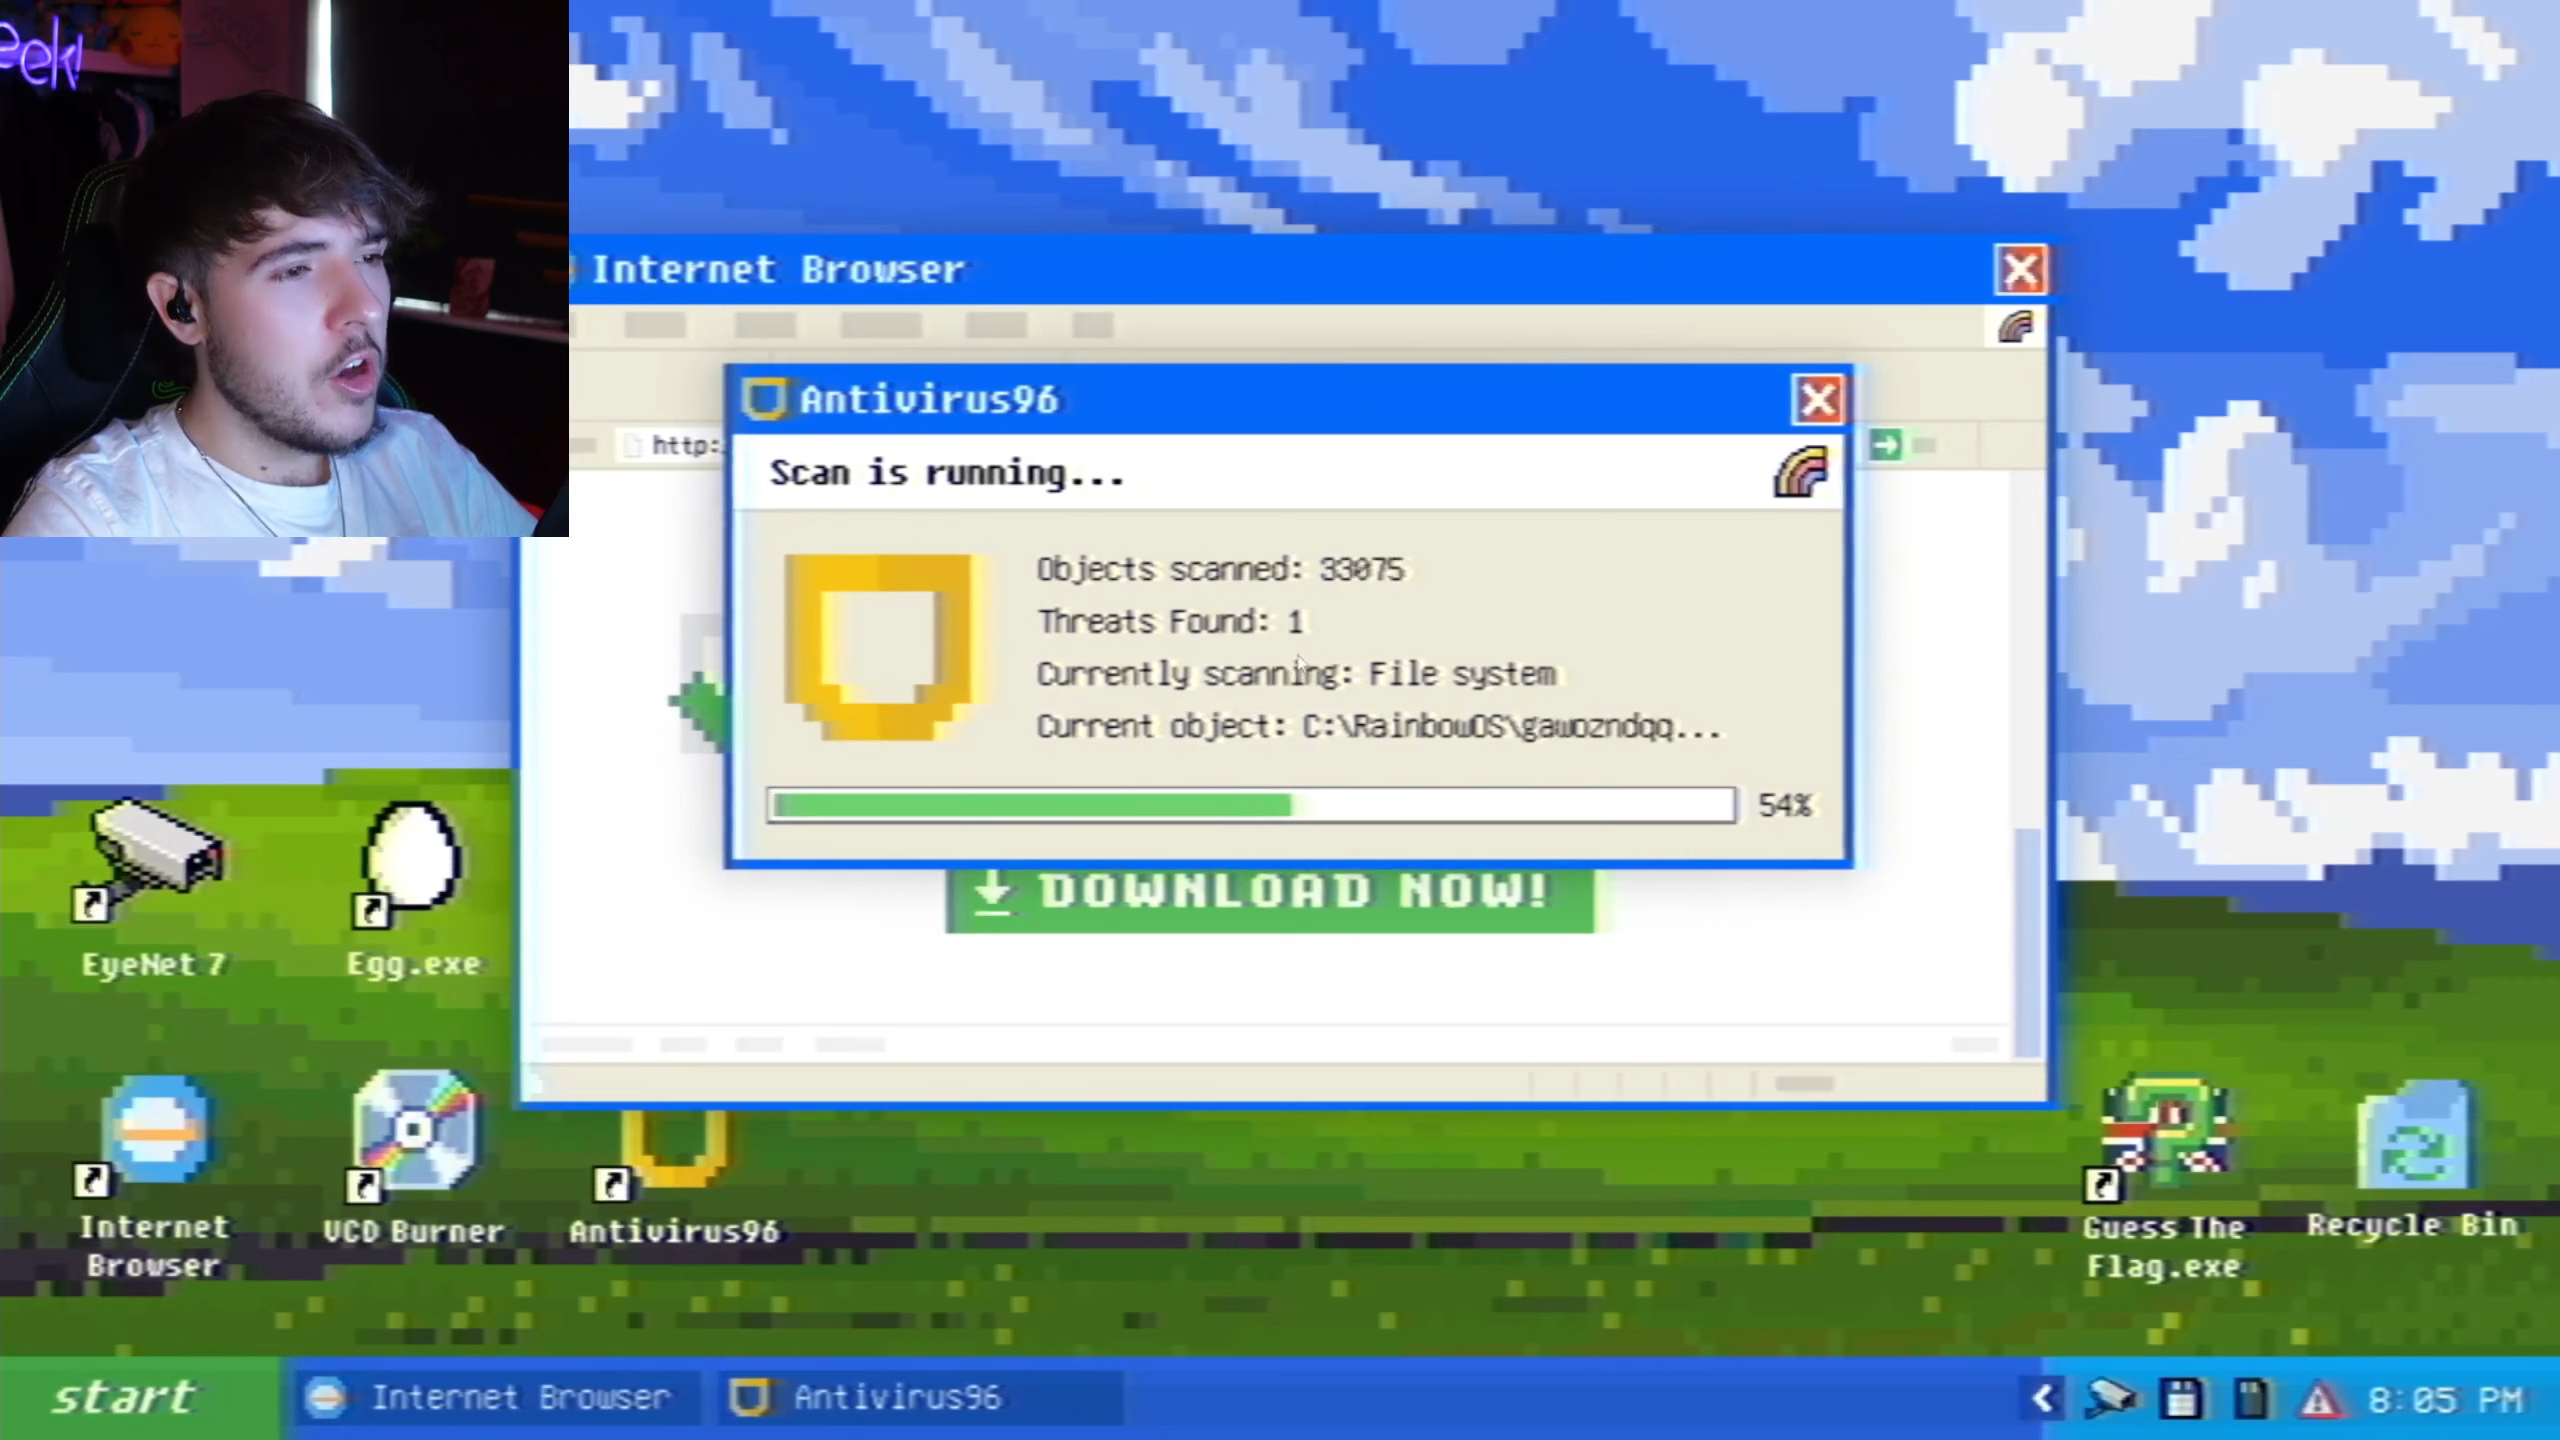 eek!
Internet Browser
http:
Antivirus96
Scan is running...
Objects scanned: 33075
Threats Found: 1
Currently scanning: File system
Current object: C:\RainbowOS\gawozndqq...
54%
DOWNLOAD NOW!
EyeNet 7
Egg.exe
Internet
Browser
VCD Burner
Antivirus96
Guess The
Flag.exe
Recycle Bin
start
Internet Browser
Antivirus96
8:05 PM